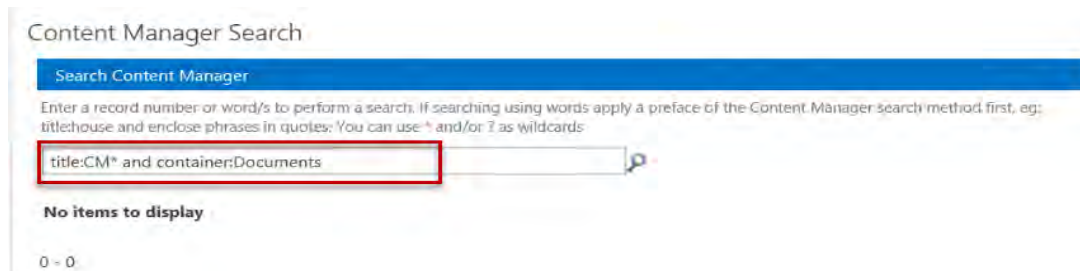 Content Manager Search
Search Content Manager
Enter a record number or word/s to perform a search. If searching using words apply a preface of the Content Manager search method first, eg:
title:house and enclose phrases in quotes. You can use * and/or ? as wildcards
title:CM* and container:Documents
No items to display
0 - 0